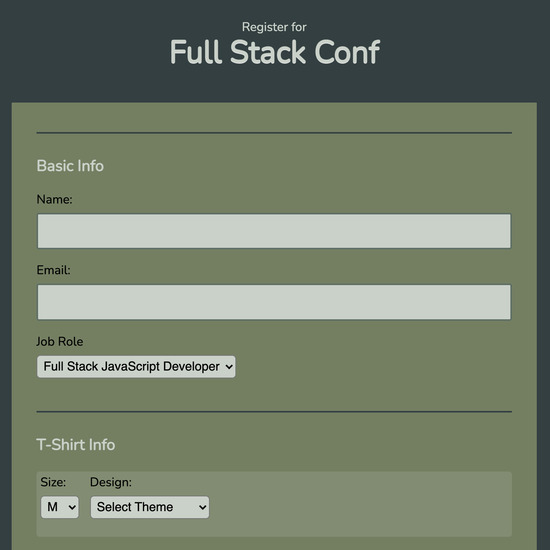 Register for
Full Stack Conf
Basic Info
Name:
Email:
Job Role
Full Stack JavaScript Developer
T-Shirt Info
Size: Design:
M Select Theme